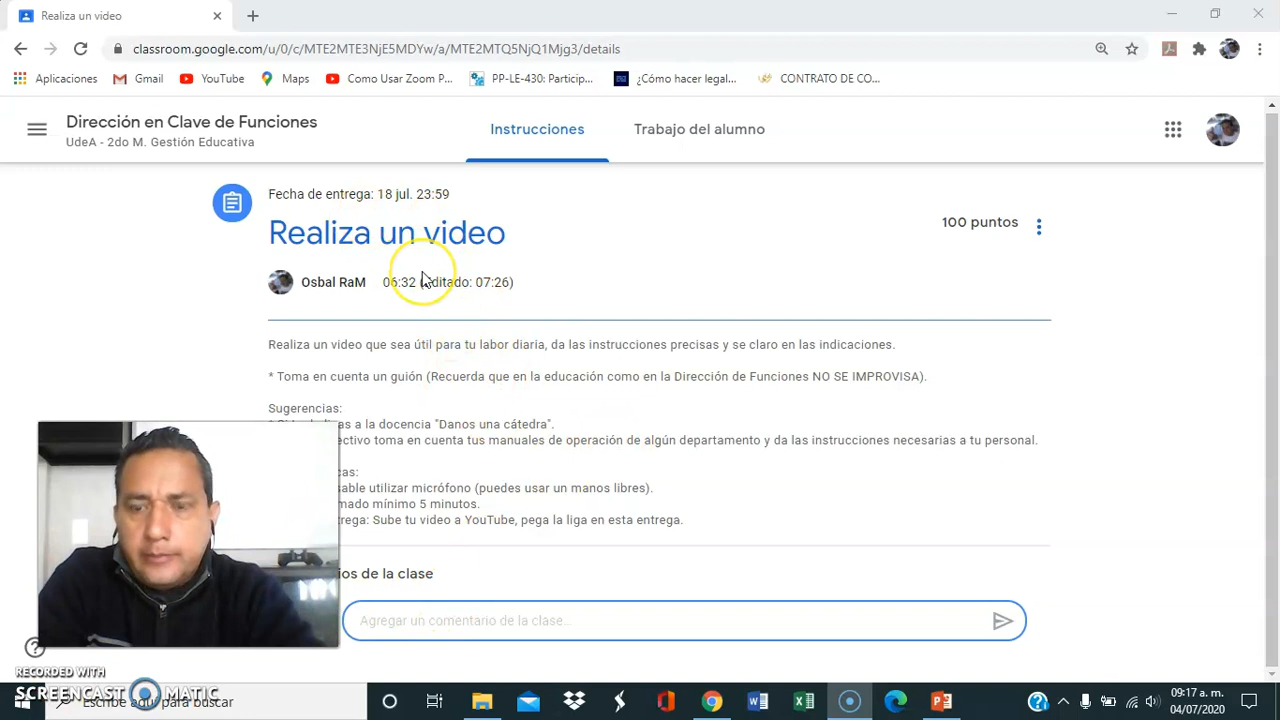 Realiza un video
classroom.google.com/u/0/c/MTE2MTE3NjE5MDYw/a/MTE2MTQ5NjQ1Mjg3/details
Aplicaciones
Gmail
YouTube
Maps
Como Usar Zoom P...
PP-LE-430: Particip...
¿Cómo hacer legal...
CONTRATO DE CO...
Dirección en Clave de Funciones
UdeA - 2do M. Gestión Educativa
Instrucciones
Trabajo del alumno
Fecha de entrega: 18 jul. 23:59
Realiza un video
100 puntos
Osbal RaM 06:32 (Editado: 07:26)
Realiza un video que sea útil para tu labor diaria, da las instrucciones precisas y se claro en las indicaciones.
* Toma en cuenta un guión (Recuerda que en la educación como en la Dirección de Funciones NO SE IMPROVISA).
Sugerencias:
a la docencia "Danos una cátedra".
toma en cuenta tus manuales de operación de algún departamento y da las instrucciones necesarias a tu personal.
cas:
sable utilizar micrófono (puedes usar un manos libres).
mado mínimo 5 minutos.
trega: Sube tu video a YouTube, pega la liga en esta entrega.
ios de la clase
Agregar un comentario de la clase...
RECORDED WITH
SCREENCAST MATIC
Escribe aquí para buscar
09:17 a. m.
04/07/2020